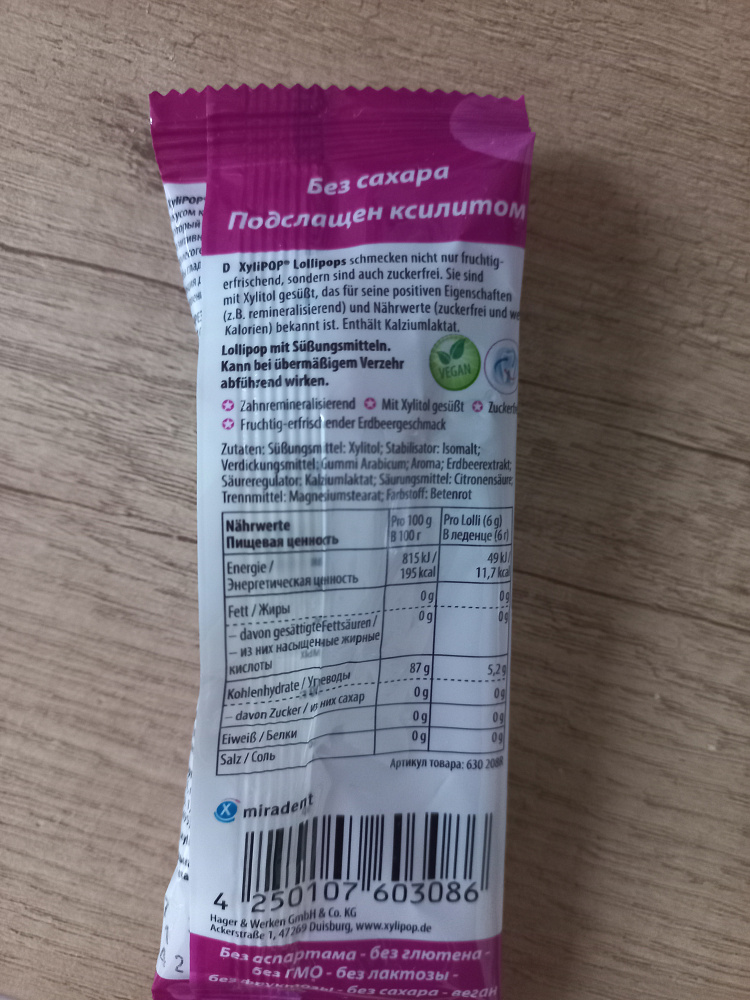 Без сахара
Подслащен ксилитом
D XyliPOP® Lollipops schmecken nicht nur fruchtig-
erfrischend, sondern sind auch zuckerfrei. Sie sind
mit Xylitol gesüßt, das für seine positiven Eigenschaften
(z.B. remineralisierend) und Nährwerte (zuckerfrei und
Kalorien) bekannt ist. Enthält Kalziumlaktat.
Lollipop mit Süßungsmitteln.
Kann bei übermäßigem Verzehr
abführend wirken.
VEGAN
Zahnremineralisierend Mit Xylitol gesüßt
Fruchtig-erfrischender Erdbeergeschmack
Zutaten: Süßungsmittel: Xylitol; Stabilisator: Isomalt;
Verdickungsmittel: Gummi Arabicum; Aroma; Erdbeerextrakt;
Säureregulator: Kalziumlaktat; Säurungsmittel: Citronensäure;
Trennmittel: Magnesiumstearat; Farbstoff: Betenrot
Nährwerte Pro 100 g Pro Lolli (6 g)
Пищевая ценность В 100 г В леденце (6 г)
Energie / 815 kJ / 49 kJ/
Энергетическая ценность 195 kcal 11,7 kcal
Fett / Жиры 0 g 0 g
– davon gesättigte Fettsäuren / 0 g 0 g
– из них насыщенные жирные
кислоты
Kohlenhydrate / Углеводы 87 g 5,2 g
– davon Zucker / из них сахар 0 g 0 g
Eiweiß / Белки 0 g 0 g
Salz / Соль 0 g 0 g
Артикул товара: 630 208
miradent
4 250107 603086
Hager & Werken GmbH & Co. KG
Ackerstraße 1, 47269 Duisburg, www.xylipop.de
Без аспартама - без глютена -
без ГМО - без лактозы -
без фруктозы - без сахара - веган